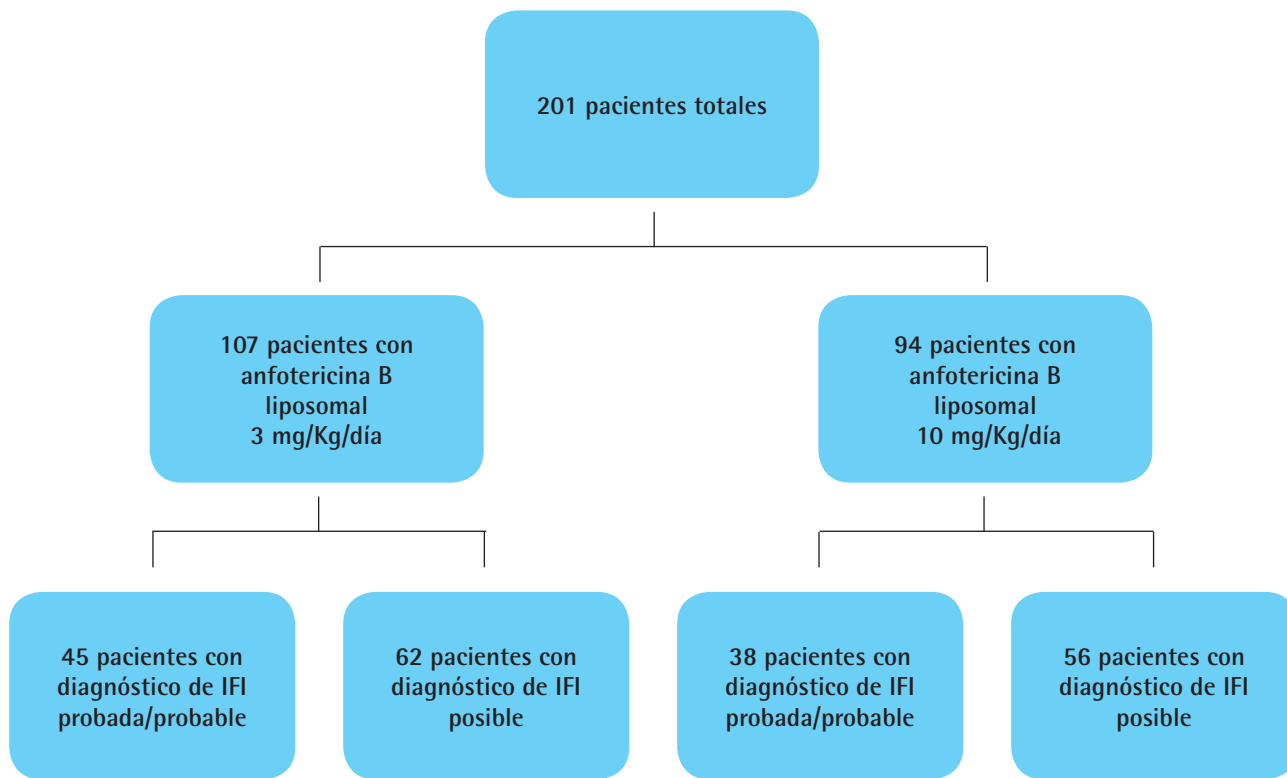 201 pacientes totales
107 pacientes con
anfotericina B
liposomal
3 mg/Kg/día
94 pacientes con
anfotericina B
liposomal
10 mg/Kg/día
45 pacientes con
diagnóstico de IFI
probada/probable
62 pacientes con
diagnóstico de IFI
posible
38 pacientes con
diagnóstico de IFI
probada/probable
56 pacientes con
diagnóstico de IFI
posible